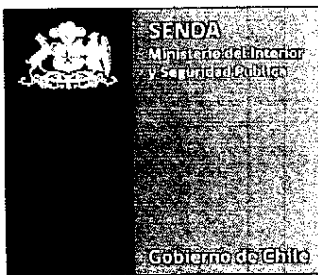 SENDA
Ministerio del Interior
y Seguridad Pública
Gobierno de Chile